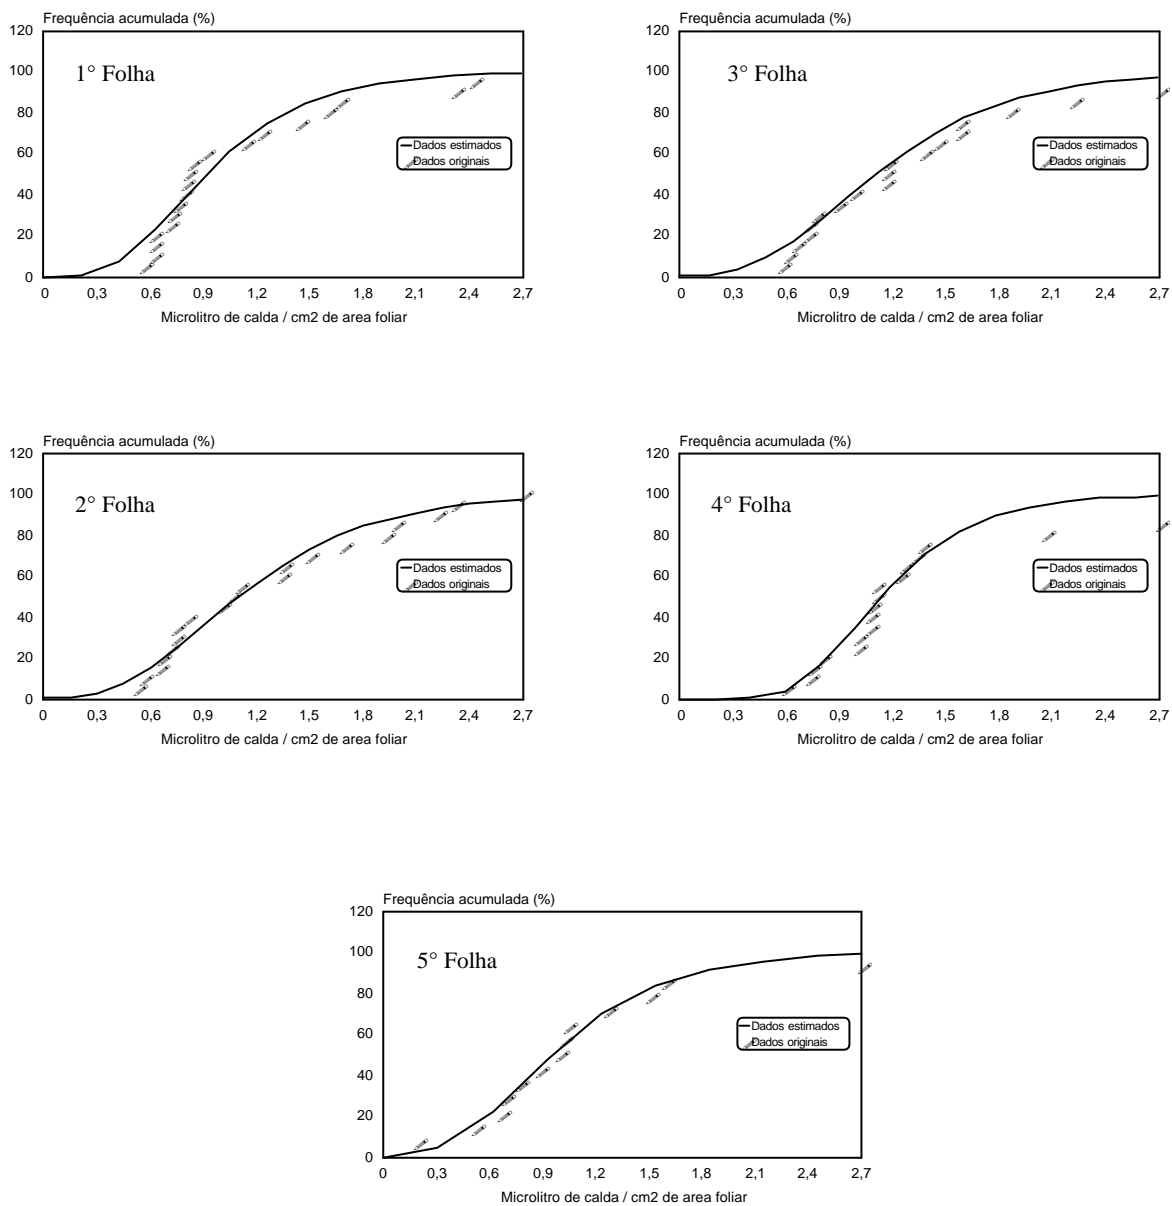 Frequência acumulada (%)
120
100
80
60
40
20
0
1° Folha
Dados estimados
Dados originais
0 0,3 0,6 0,9 1,2 1,5 1,8 2,1 2,4 2,7
Microlitro de calda / cm2 de area foliar
Frequência acumulada (%)
120
100
80
60
40
20
0
3° Folha
Dados estimados
Dados originais
0 0,3 0,6 0,9 1,2 1,5 1,8 2,1 2,4 2,7
Microlitro de calda / cm2 de area foliar
Frequência acumulada (%)
120
100
80
60
40
20
0
2° Folha
Dados estimados
Dados originais
0 0,3 0,6 0,9 1,2 1,5 1,8 2,1 2,4 2,7
Microlitro de calda / cm2 de area foliar
Frequência acumulada (%)
120
100
80
60
40
20
0
4° Folha
Dados estimados
Dados originais
0 0,3 0,6 0,9 1,2 1,5 1,8 2,1 2,4 2,7
Microlitro de calda / cm2 de area foliar
Frequência acumulada (%)
120
100
80
60
40
20
0
5° Folha
Dados estimados
Dados originais
0 0,3 0,6 0,9 1,2 1,5 1,8 2,1 2,4 2,7
Microlitro de calda / cm2 de area foliar